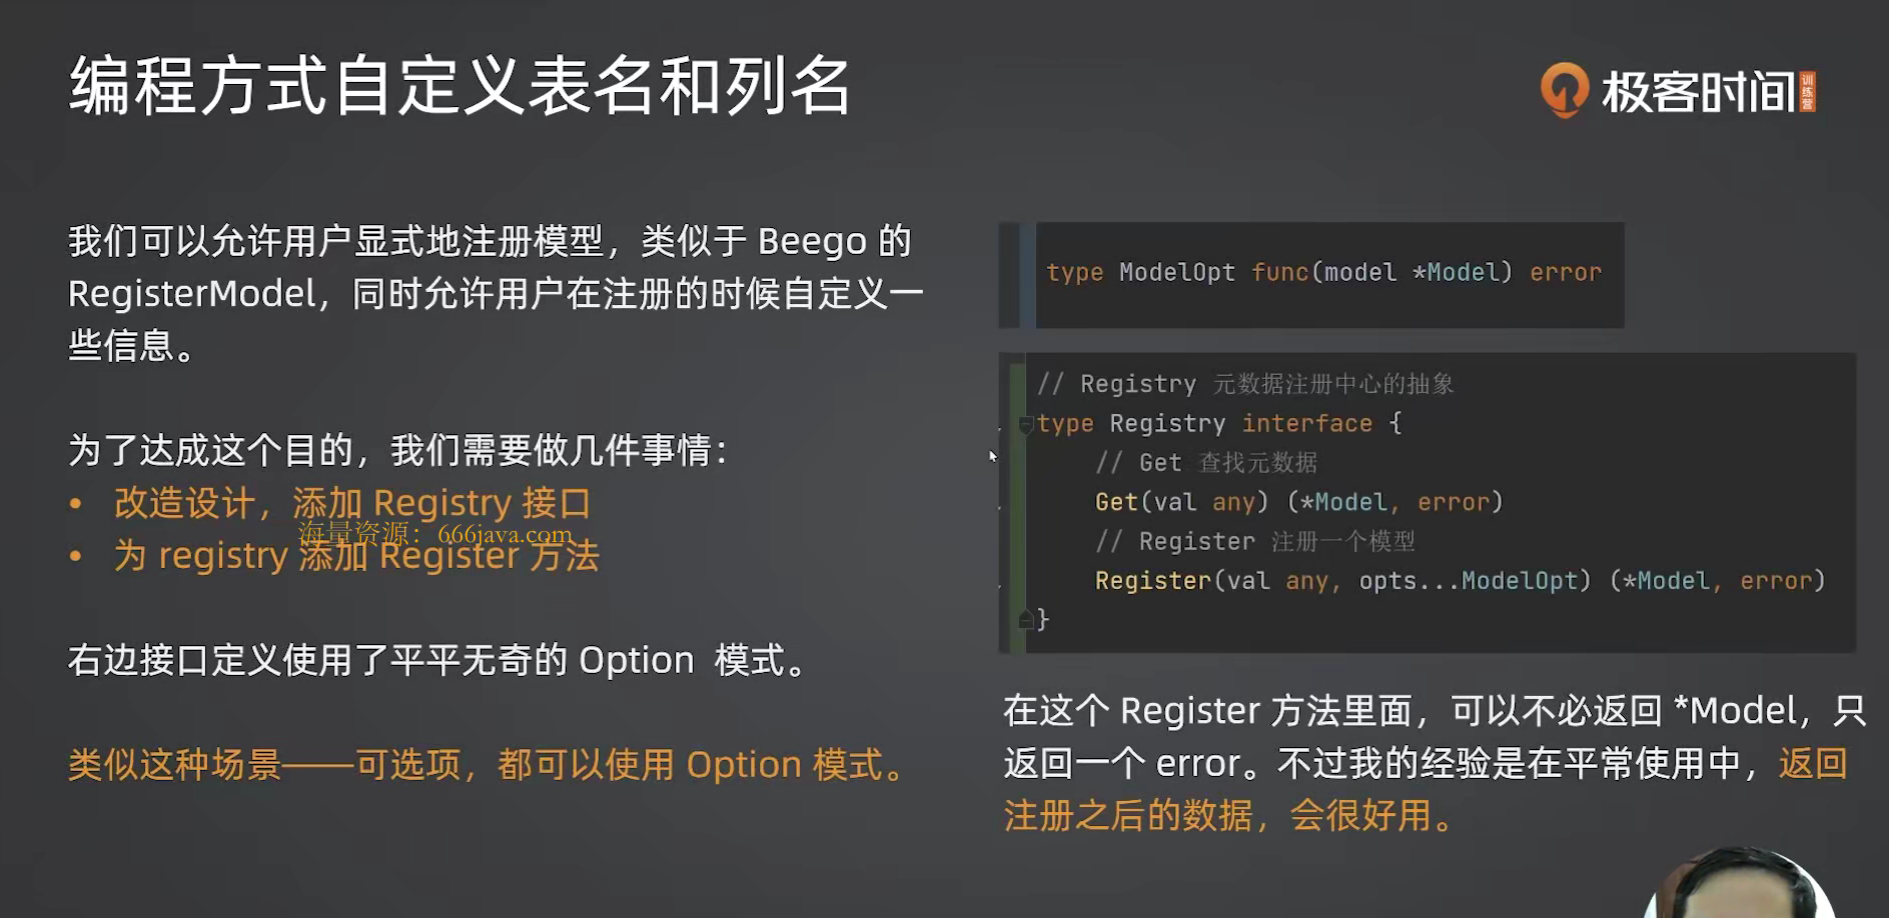 编程方式自定义表名和列名
极客时间 训练营
我们可以允许用户显式地注册模型，类似于 Beego 的
RegisterModel，同时允许用户在注册的时候自定义一
些信息。
为了达成这个目的，我们需要做几件事情：
• 改造设计，添加 Registry 接口
海量资源：666java.com
• 为 registry 添加 Register 方法
右边接口定义使用了平平无奇的 Option 模式。
类似这种场景——可选项，都可以使用 Option 模式。
type ModelOpt func(model *Model) error
// Registry 元数据注册中心的抽象
type Registry interface {
// Get 查找元数据
Get(val any) (*Model, error)
// Register 注册一个模型
Register(val any, opts...ModelOpt) (*Model, error)
}
在这个 Register 方法里面，可以不必返回 *Model，只
返回一个 error。不过我的经验是在平常使用中，返回
注册之后的数据，会很好用。